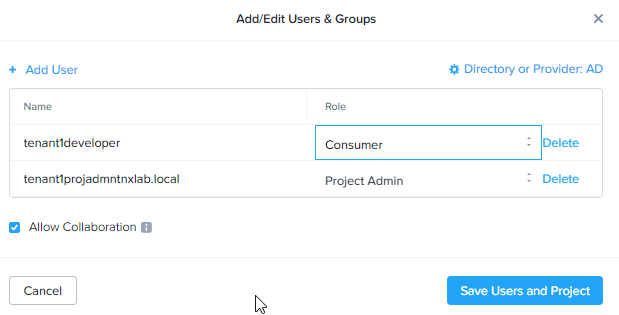 Add/Edit Users & Groups
+ Add User
Directory or Provider: AD
Name Role
tenant1developer Consumer Delete
tenant1projadmntnxlab.local Project Admin Delete
Allow Collaboration
Cancel Save Users and Project